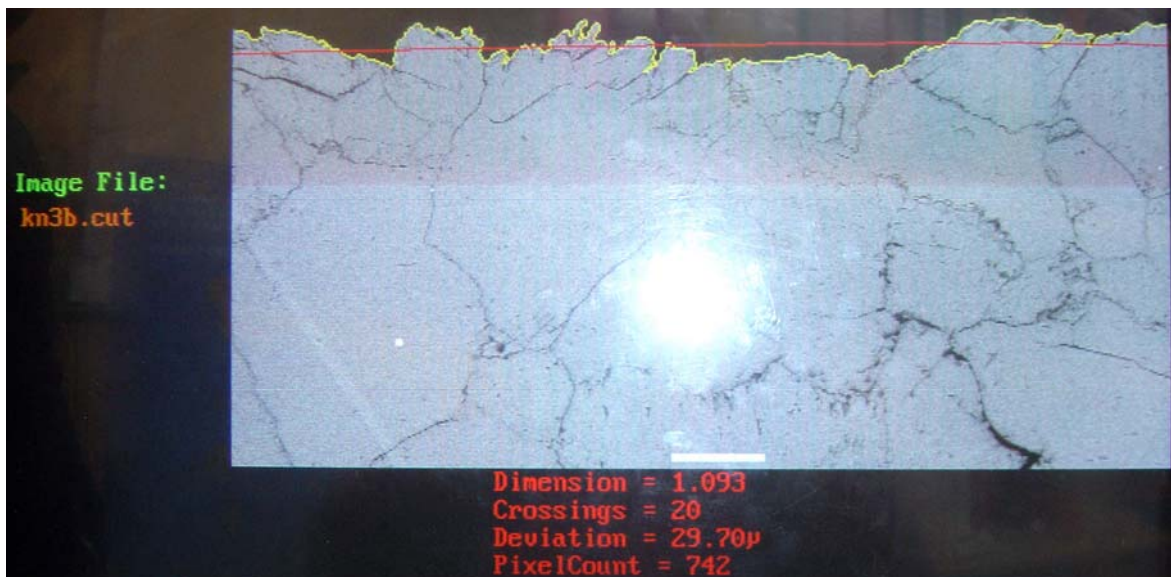 Image File:
kn3b.cut
Dimension = 1.093
Crossings = 20
Deviation = 29.70µ
PixelCount = 742